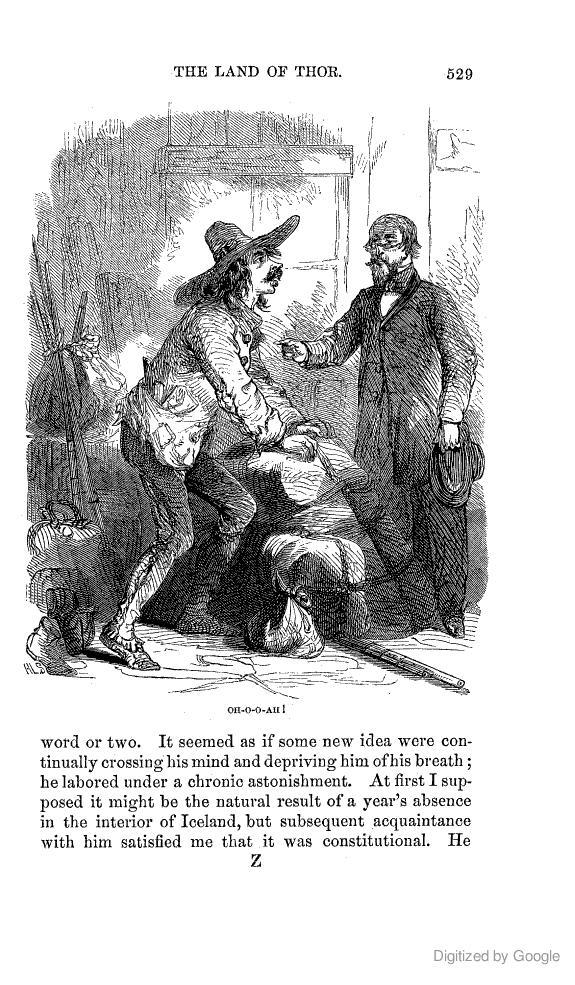 THE LAND OF THOR. 529
OH-O-O-AH!
word or two. It seemed as if some new idea were con-
tinually crossing his mind and depriving him of his breath;
he labored under a chronic astonishment. At first I sup-
posed it might be the natural result of a year's absence
in the interior of Iceland, but subsequent acquaintance
with him satisfied me that it was constitutional. He
Z
Digitized by Google